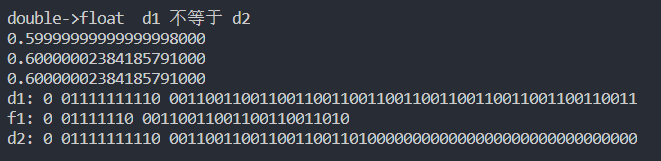 double->float  d1 不等于 d2
0.59999999999999998000
0.60000002384185791000
0.60000002384185791000
d1: 0 01111111110 0011001100110011001100110011001100110011001100110011
f1: 0 01111110 00110011001100110011010
d2: 0 01111111110 0011001100110011001101000000000000000000000000000000